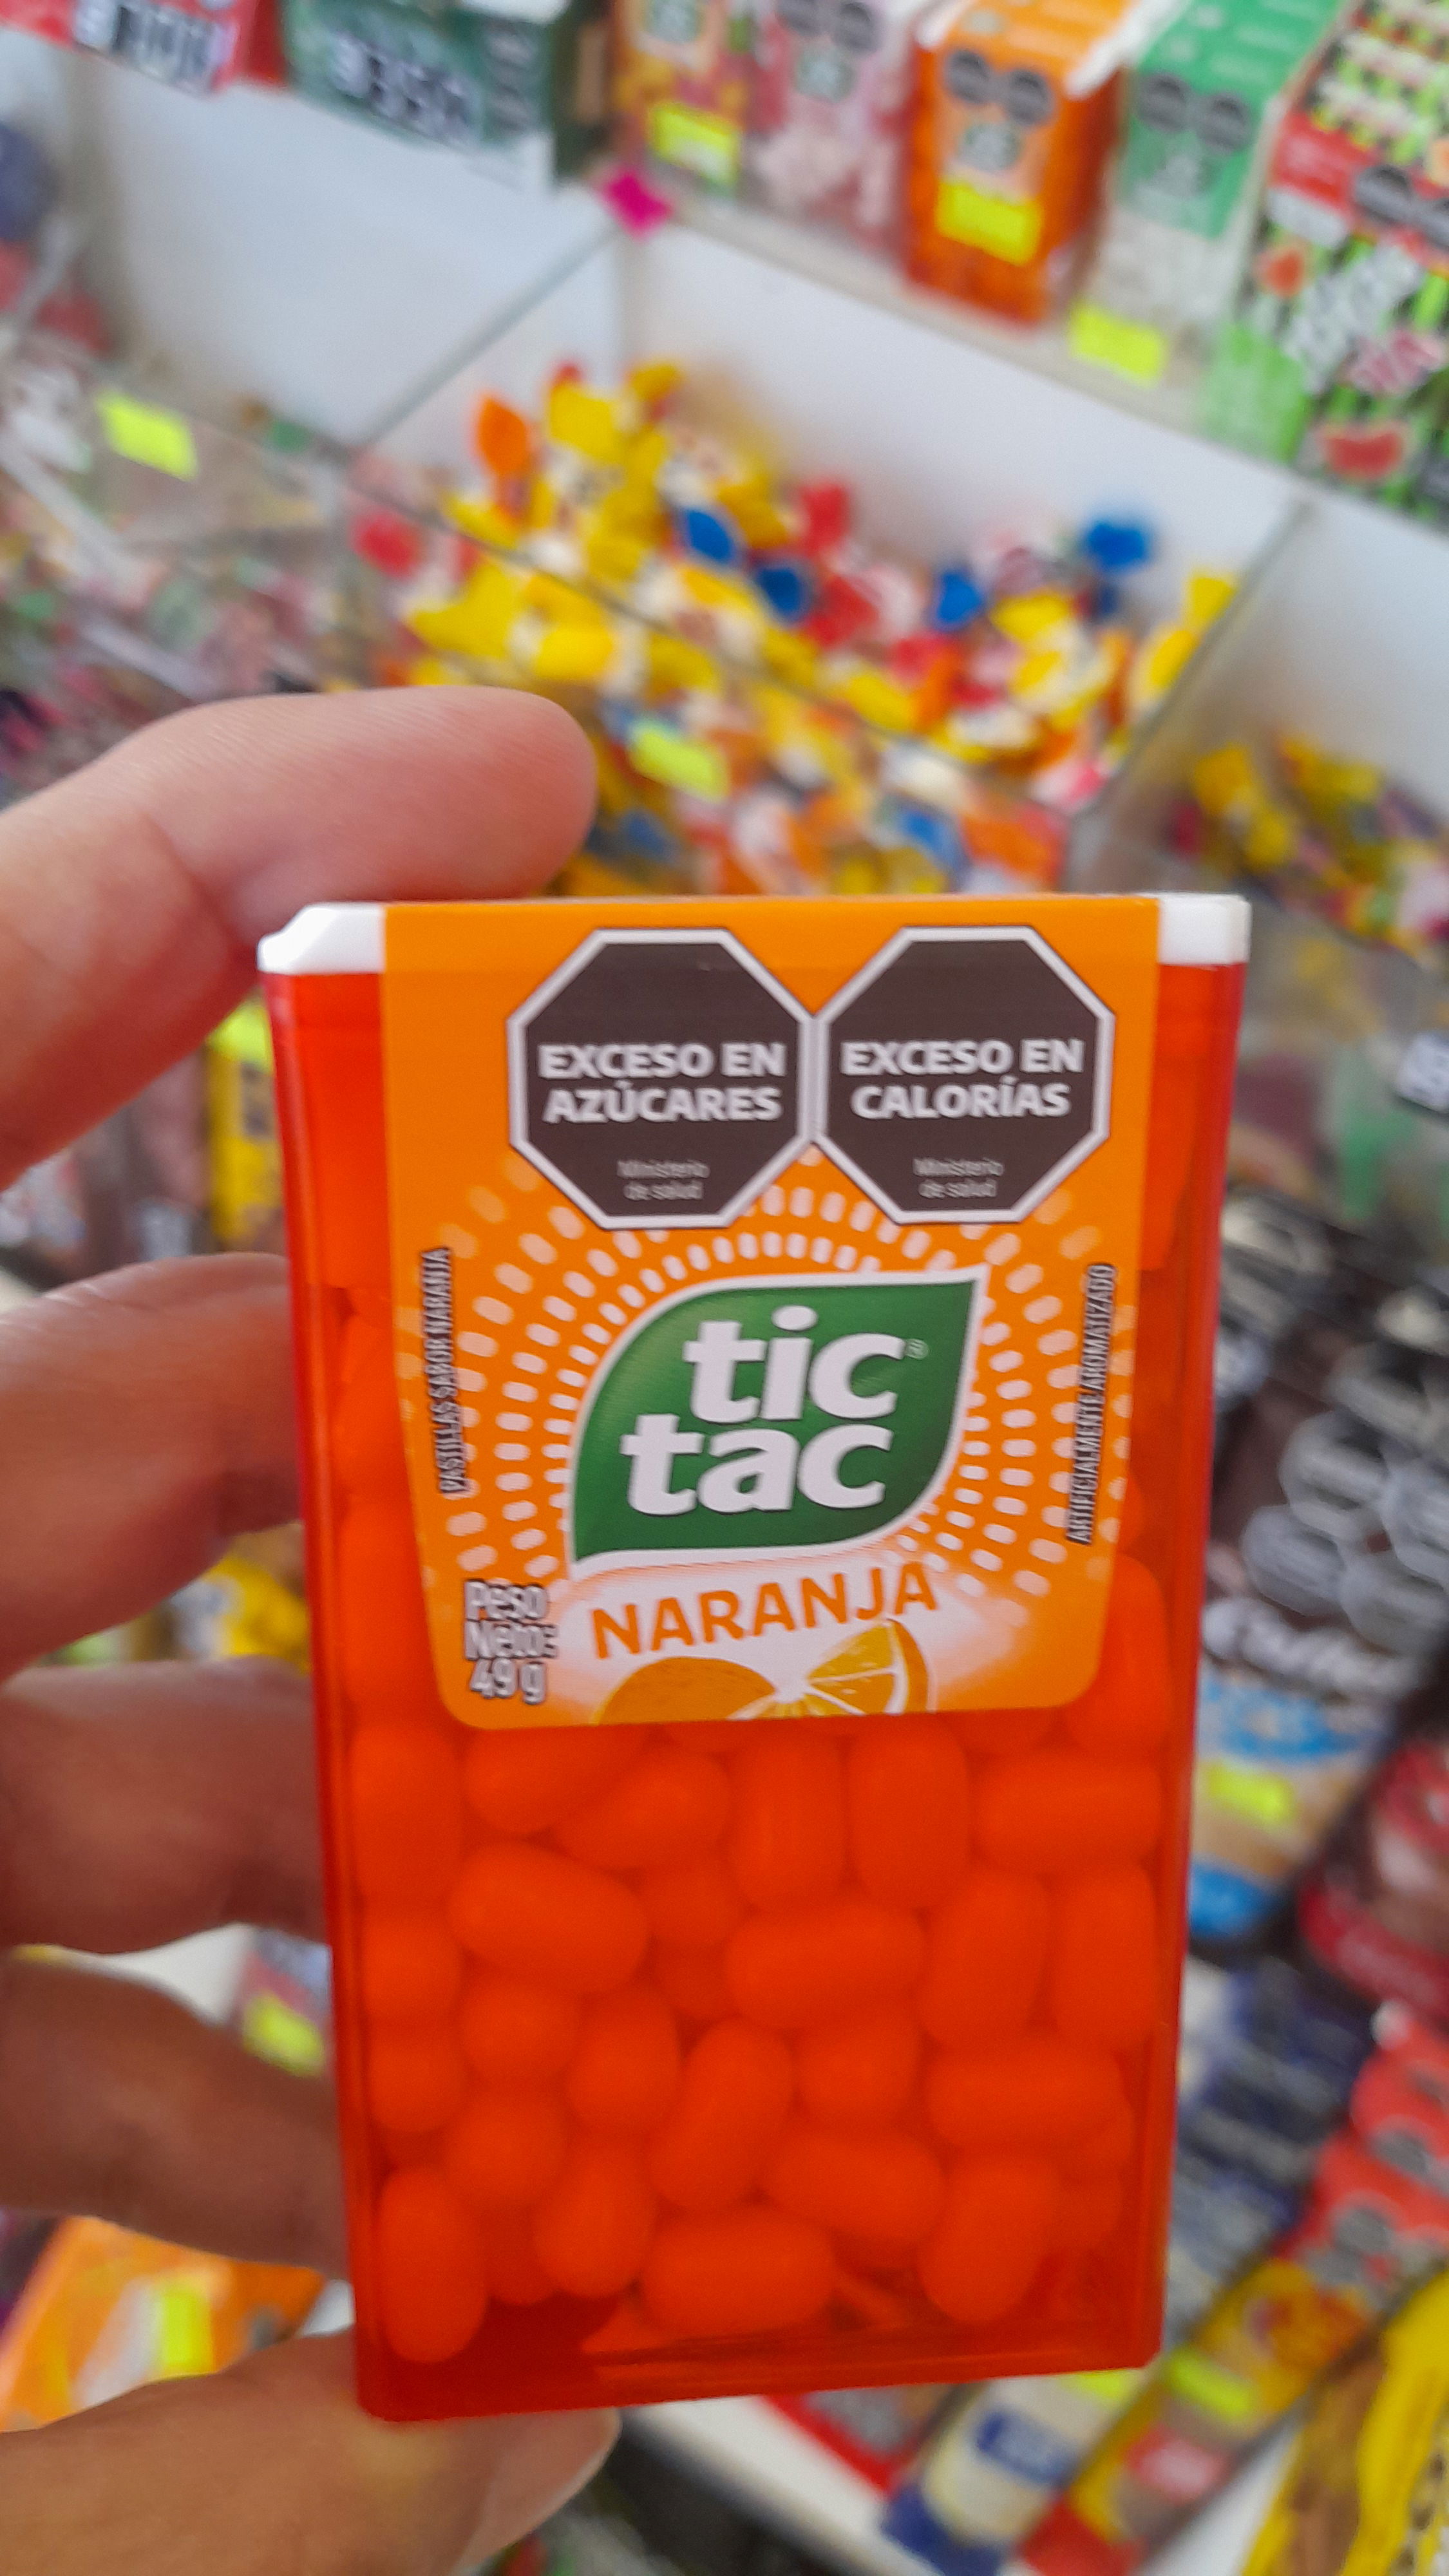 EXCESO EN
AZÚCARES
Ministerio
de salud
EXCESO EN
CALORÍAS
Ministerio
de salud
PASTILLAS SABOR NARANJA
tic
tac
ARTIFICIALMENTE AROMATIZADO
NARANJA
Peso
Neto:
49 g